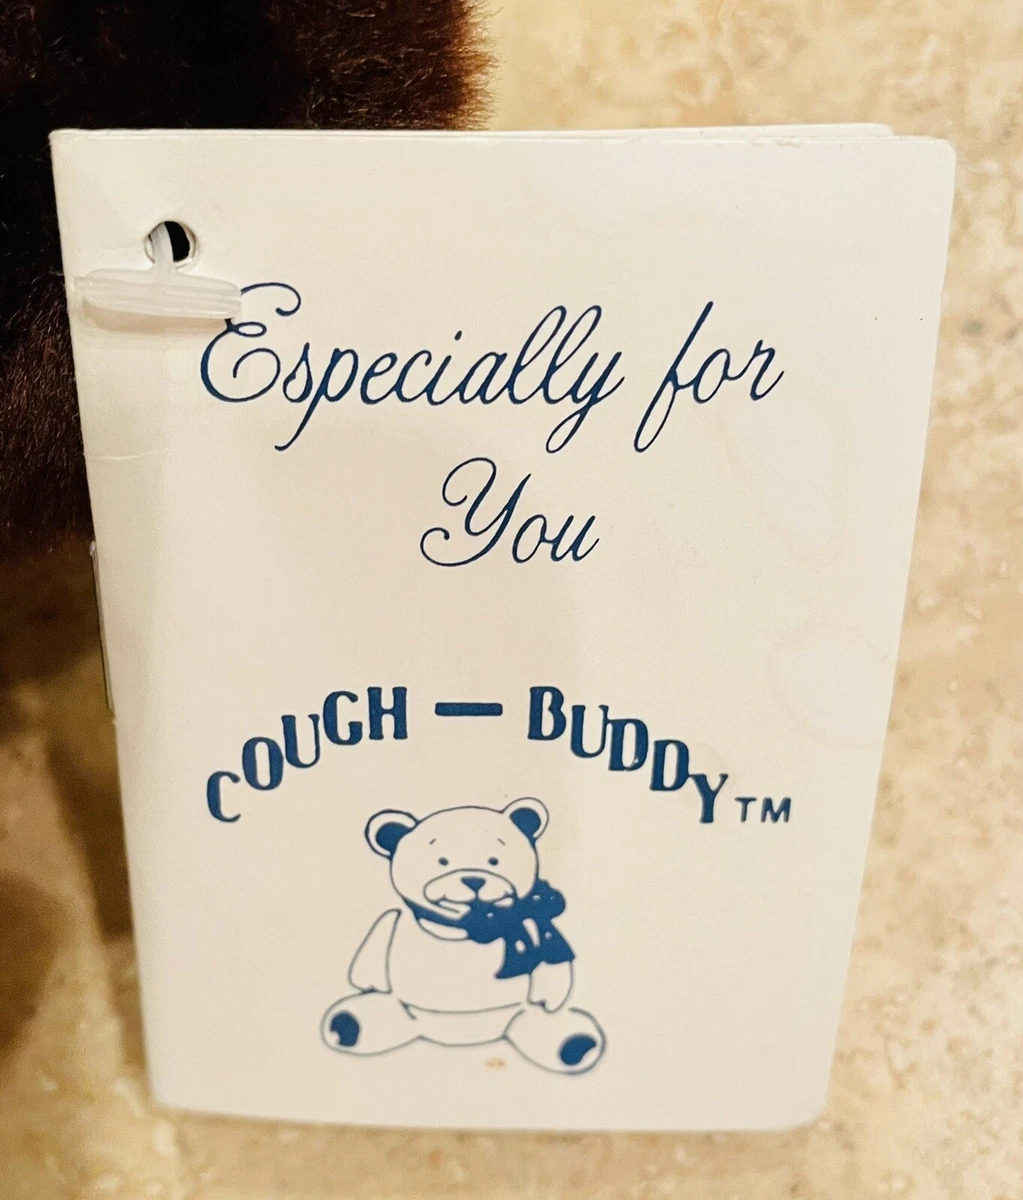 Especially for
You
COUGH – BUDDY™